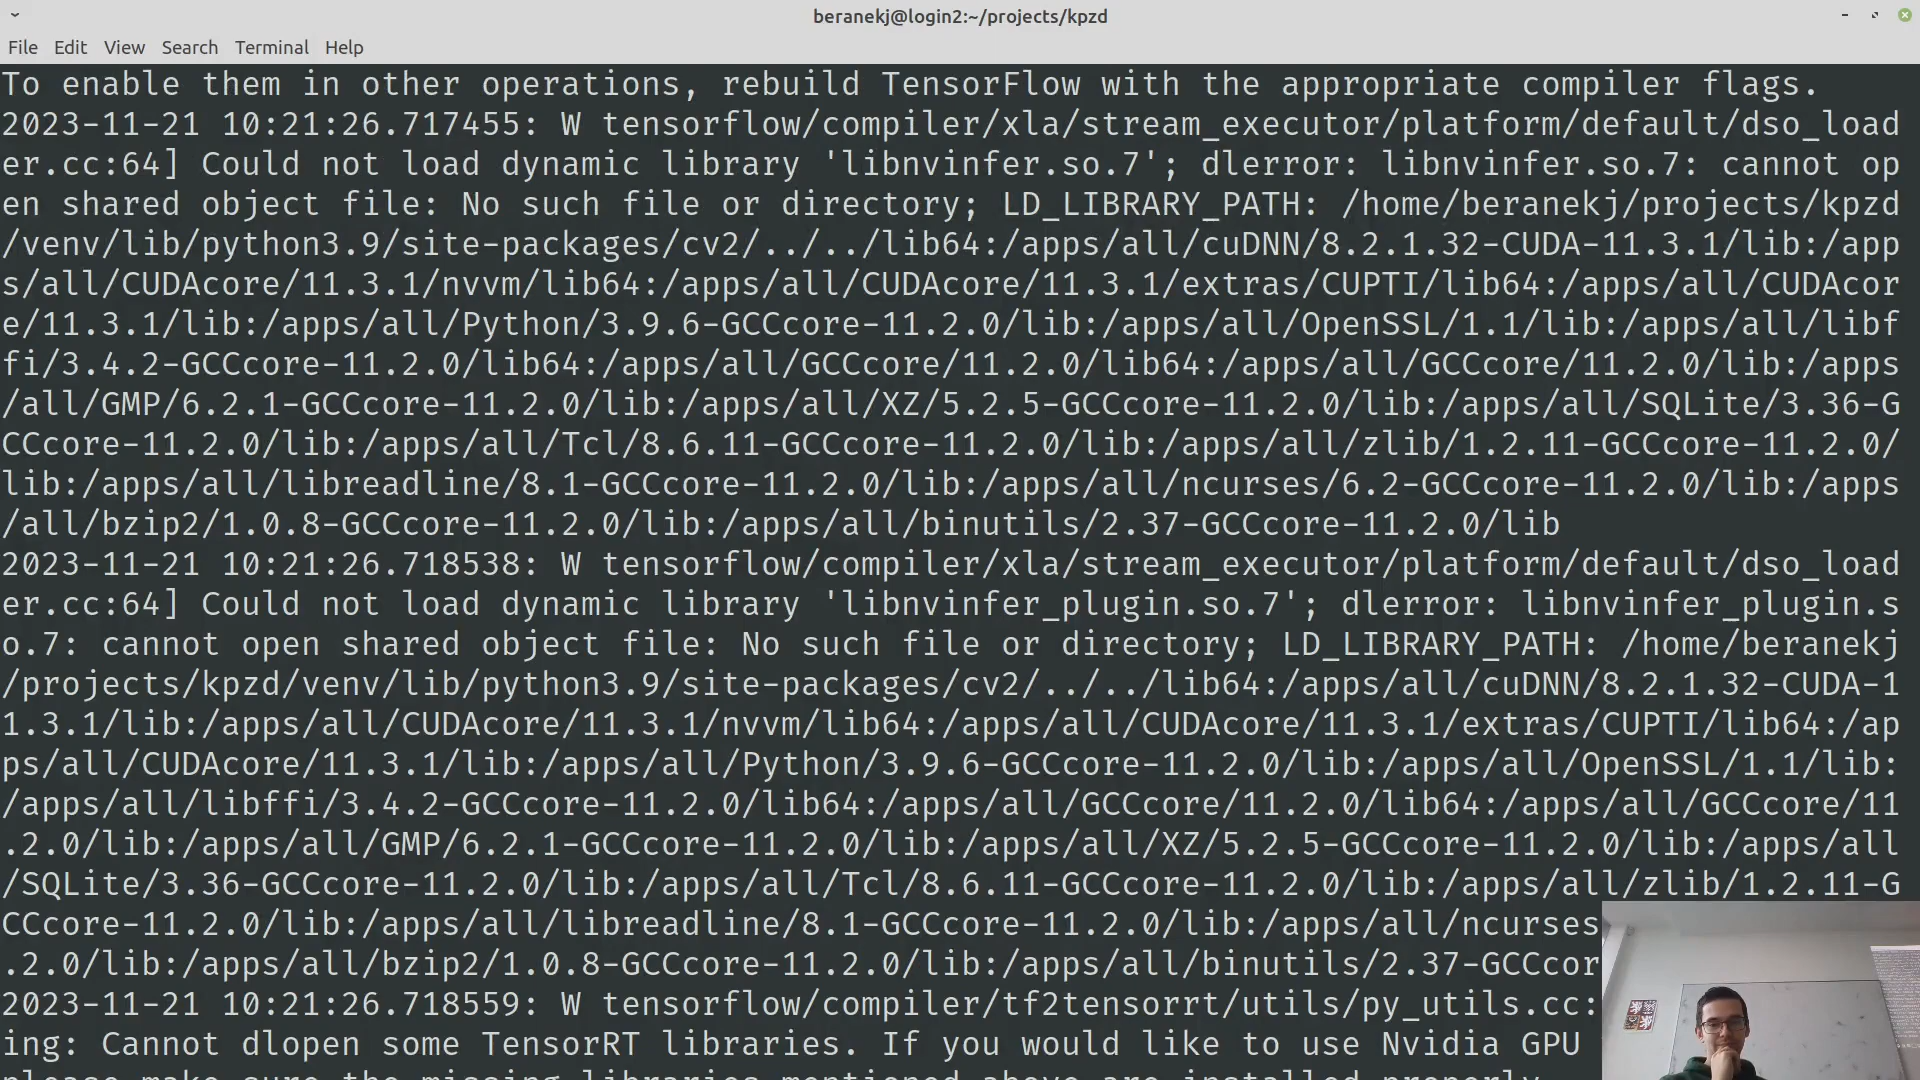 beranekj@login2:~/projects/kpzd
File Edit View Search Terminal Help
To enable them in other operations, rebuild TensorFlow with the appropriate compiler flags.
2023-11-21 10:21:26.717455: W tensorflow/compiler/xla/stream_executor/platform/default/dso_load
er.cc:64] Could not load dynamic library 'libnvinfer.so.7'; dlerror: libnvinfer.so.7: cannot op
en shared object file: No such file or directory; LD_LIBRARY_PATH: /home/beranekj/projects/kpzd
/venv/lib/python3.9/site-packages/cv2/../../lib64:/apps/all/cuDNN/8.2.1.32-CUDA-11.3.1/lib:/app
s/all/CUDAcore/11.3.1/nvvm/lib64:/apps/all/CUDAcore/11.3.1/extras/CUPTI/lib64:/apps/all/CUDAcor
e/11.3.1/lib:/apps/all/Python/3.9.6-GCCcore-11.2.0/lib:/apps/all/OpenSSL/1.1/lib:/apps/all/libf
fi/3.4.2-GCCcore-11.2.0/lib64:/apps/all/GCCcore/11.2.0/lib64:/apps/all/GCCcore/11.2.0/lib:/apps
/all/GMP/6.2.1-GCCcore-11.2.0/lib:/apps/all/XZ/5.2.5-GCCcore-11.2.0/lib:/apps/all/SQLite/3.36-G
CCcore-11.2.0/lib:/apps/all/Tcl/8.6.11-GCCcore-11.2.0/lib:/apps/all/zlib/1.2.11-GCCcore-11.2.0/
lib:/apps/all/libreadline/8.1-GCCcore-11.2.0/lib:/apps/all/ncurses/6.2-GCCcore-11.2.0/lib:/apps
/all/bzip2/1.0.8-GCCcore-11.2.0/lib:/apps/all/binutils/2.37-GCCcore-11.2.0/lib
2023-11-21 10:21:26.718538: W tensorflow/compiler/xla/stream_executor/platform/default/dso_load
er.cc:64] Could not load dynamic library 'libnvinfer_plugin.so.7'; dlerror: libnvinfer_plugin.s
o.7: cannot open shared object file: No such file or directory; LD_LIBRARY_PATH: /home/beranekj
/projects/kpzd/venv/lib/python3.9/site-packages/cv2/../../lib64:/apps/all/cuDNN/8.2.1.32-CUDA-1
1.3.1/lib:/apps/all/CUDAcore/11.3.1/nvvm/lib64:/apps/all/CUDAcore/11.3.1/extras/CUPTI/lib64:/ap
ps/all/CUDAcore/11.3.1/lib:/apps/all/Python/3.9.6-GCCcore-11.2.0/lib:/apps/all/OpenSSL/1.1/lib:
/apps/all/libffi/3.4.2-GCCcore-11.2.0/lib64:/apps/all/GCCcore/11.2.0/lib64:/apps/all/GCCcore/11
.2.0/lib:/apps/all/GMP/6.2.1-GCCcore-11.2.0/lib:/apps/all/XZ/5.2.5-GCCcore-11.2.0/lib:/apps/all
/SQLite/3.36-GCCcore-11.2.0/lib:/apps/all/Tcl/8.6.11-GCCcore-11.2.0/lib:/apps/all/zlib/1.2.11-G
CCcore-11.2.0/lib:/apps/all/libreadline/8.1-GCCcore-11.2.0/lib:/apps/all/ncurses
.2.0/lib:/apps/all/bzip2/1.0.8-GCCcore-11.2.0/lib:/apps/all/binutils/2.37-GCCcor
2023-11-21 10:21:26.718559: W tensorflow/compiler/tf2tensorrt/utils/py_utils.cc:
ing: Cannot dlopen some TensorRT libraries. If you would like to use Nvidia GPU
please make sure the missing libraries mentioned above are installed properly.